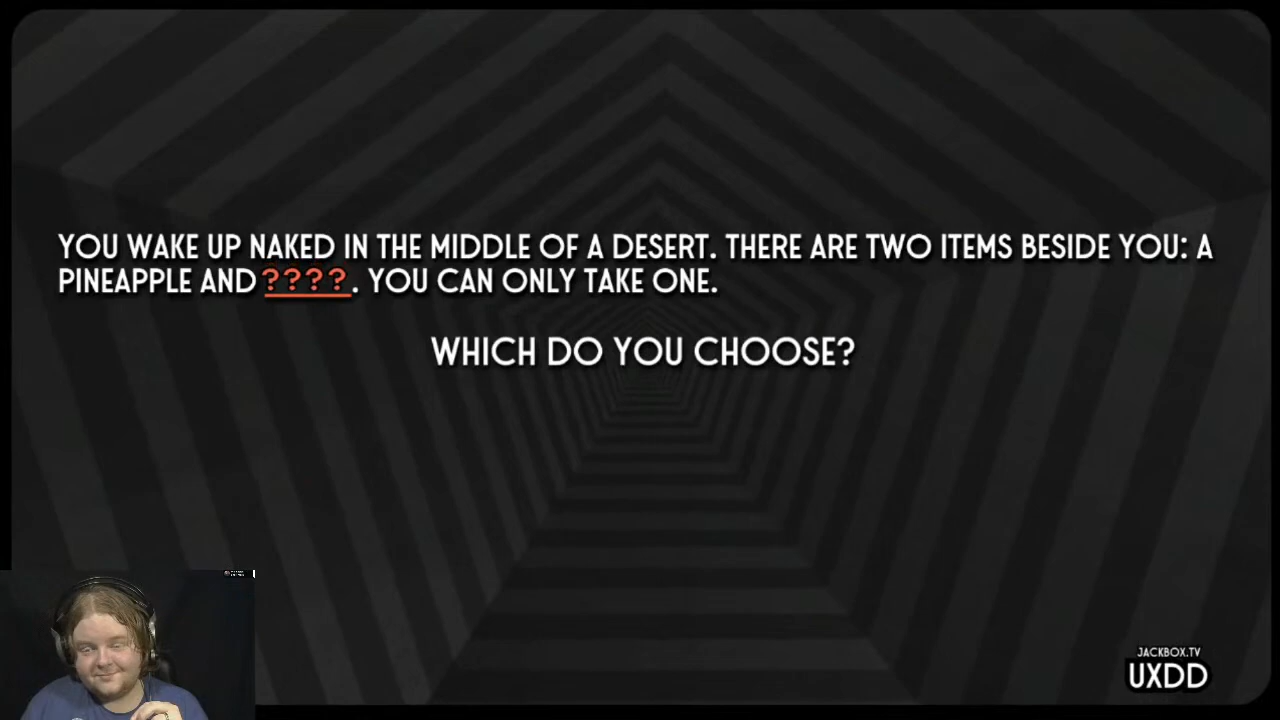 YOU WAKE UP NAKED IN THE MIDDLE OF A DESERT. THERE ARE TWO ITEMS BESIDE YOU: A
PINEAPPLE AND ????. YOU CAN ONLY TAKE ONE.
WHICH DO YOU CHOOSE?
JACKBOX.TV
UXDD